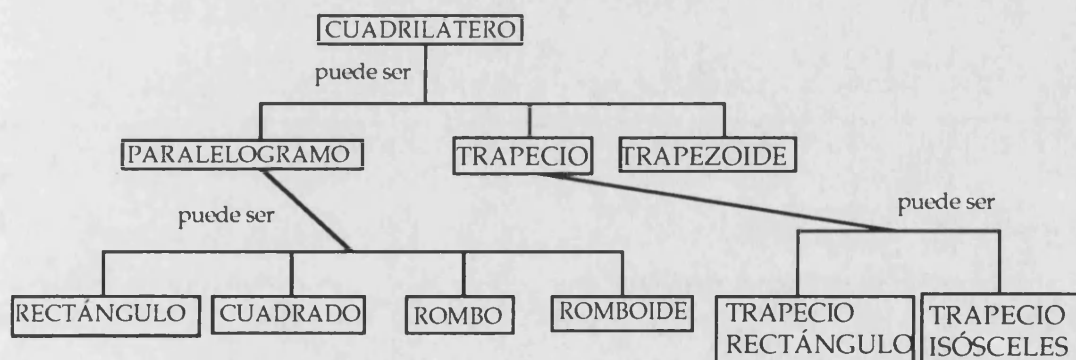 CUADRILÁTERO
puede ser
PARALELOGRAMO
TRAPECIO
TRAPEZOIDE
puede ser
puede ser
RECTÁNGULO
CUADRADO
ROMBO
ROMBOIDE
TRAPECIO
RECTÁNGULO
TRAPECIO
ISÓSCELES